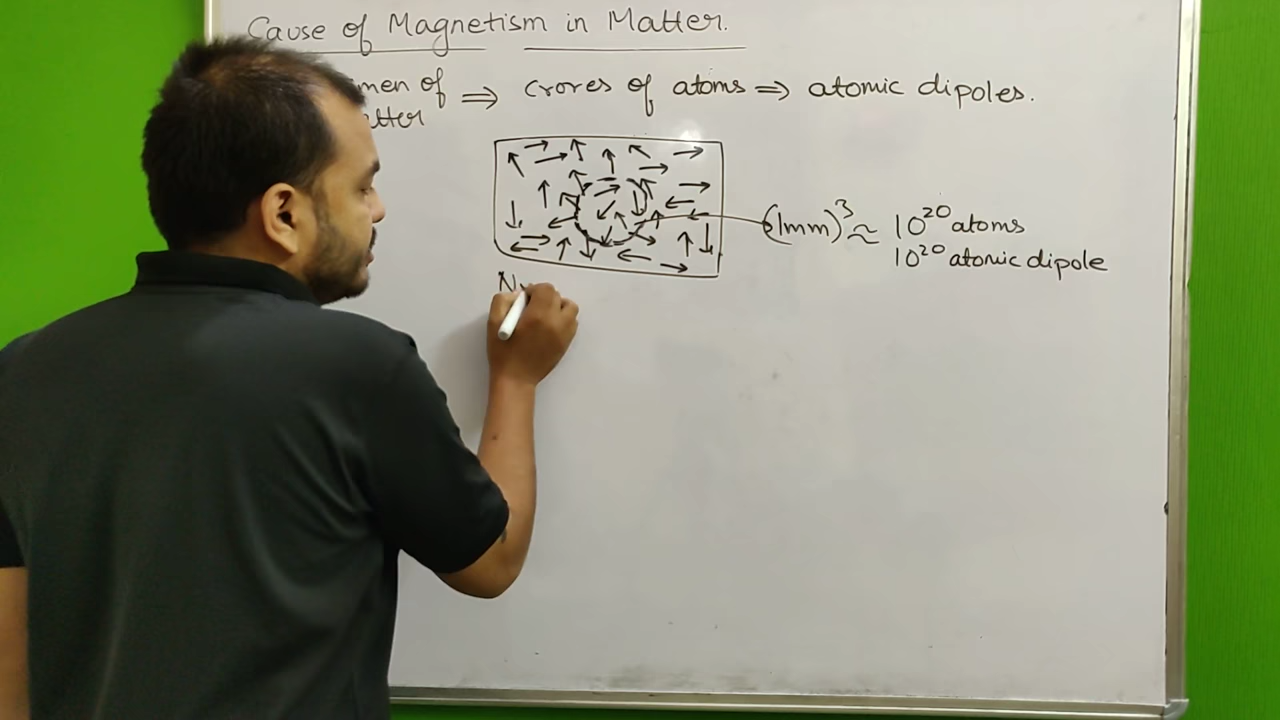 Cause of Magnetism in Matter.
men of ⇒ crores of atoms ⇒ atomic dipoles.
tter
(1mm)³ ≈ 10²⁰ atoms
10²⁰ atomic dipole